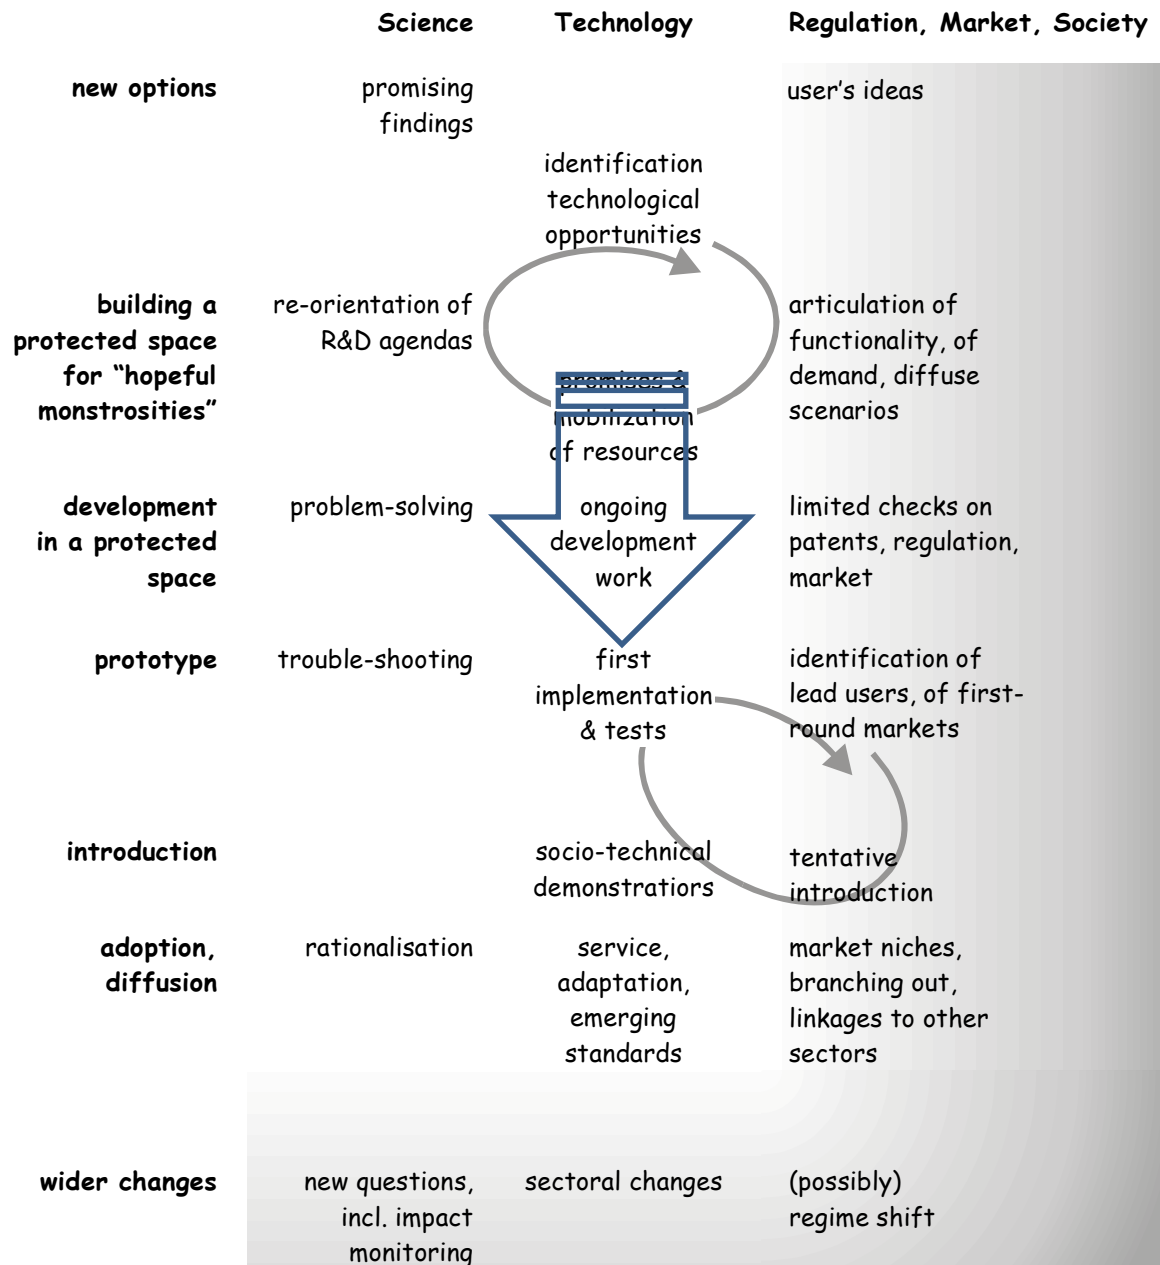 Science
Technology
Regulation, Market, Society
new options
promising
findings
user's ideas
identification
technological
opportunities
building a
protected space
for “hopeful
monstrosities”
re-orientation of
R&D agendas
articulation of
functionality, of
demand, diffuse
scenarios
promises &
mobilization
of resources
development
in a protected
space
problem-solving
ongoing
development
work
limited checks on
patents, regulation,
market
prototype
trouble-shooting
first
implementation
& tests
identification of
lead users, of first-
round markets
introduction
socio-technical
demonstratiors
tentative
introduction
adoption,
diffusion
rationalisation
service,
adaptation,
emerging
standards
market niches,
branching out,
linkages to other
sectors
wider changes
new questions,
incl. impact
monitoring
sectoral changes
(possibly)
regime shift